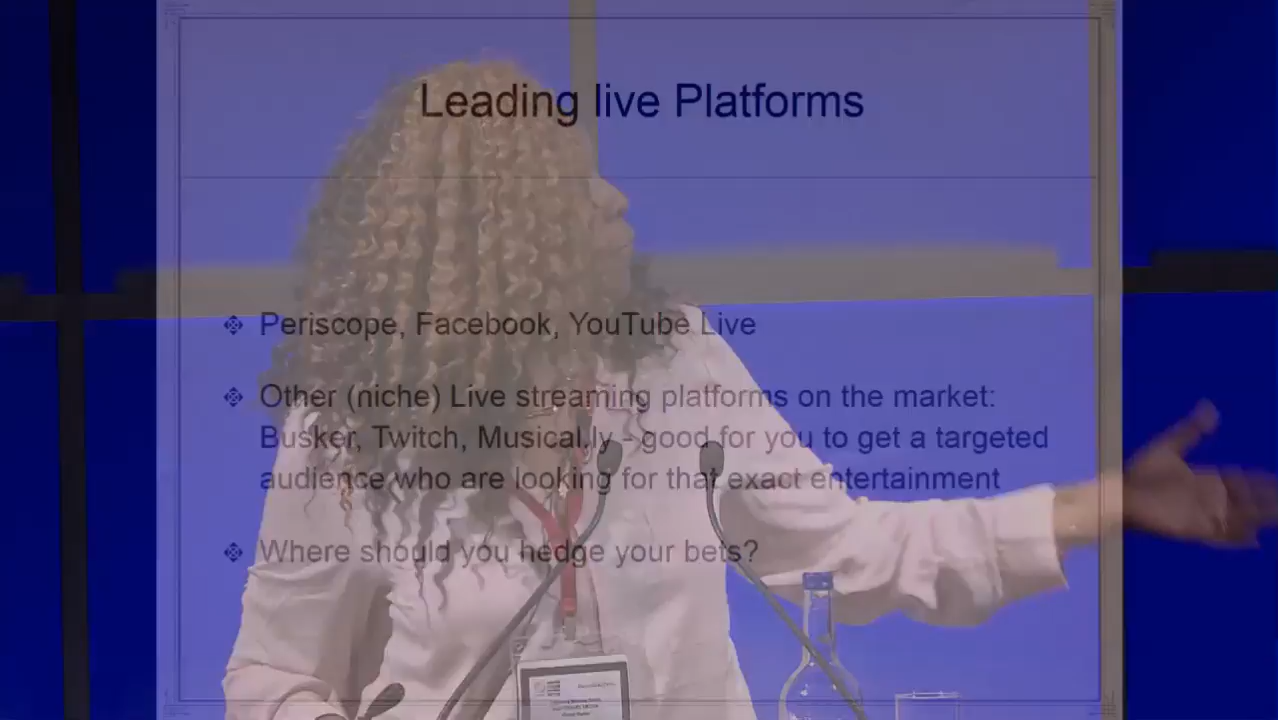 Leading live Platforms
Periscope, Facebook, YouTube Live
Other (niche) Live streaming platforms on the market:
Busker, Twitch, Musical.ly - good for you to get a targeted
audience who are looking for that exact entertainment
Where should you hedge your bets?